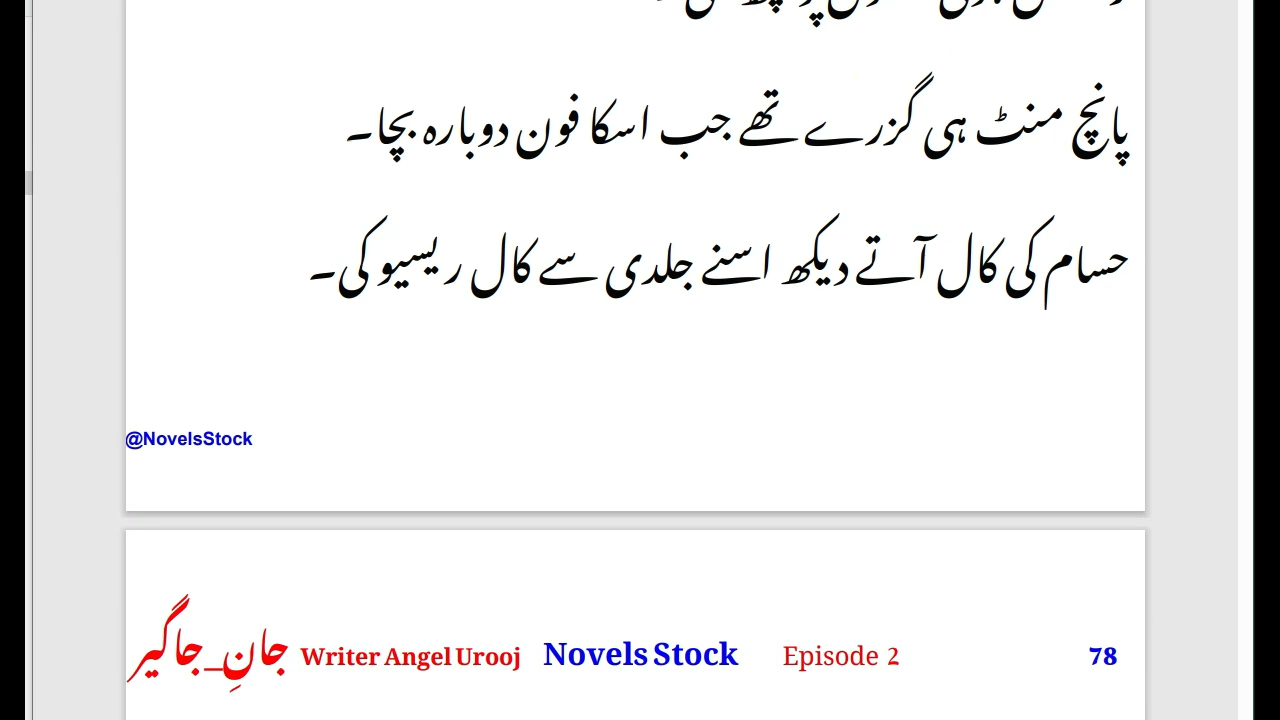 پانچ منٹ ہی گزرے تھے جب اسکا فون دوبارہ بجا۔
حسام کی کال آتے دیکھ اسنے جلدی سے کال ریسیو کی۔
@NovelsStock
جانِ_جاگیر Writer Angel Urooj Novels Stock Episode 2 78